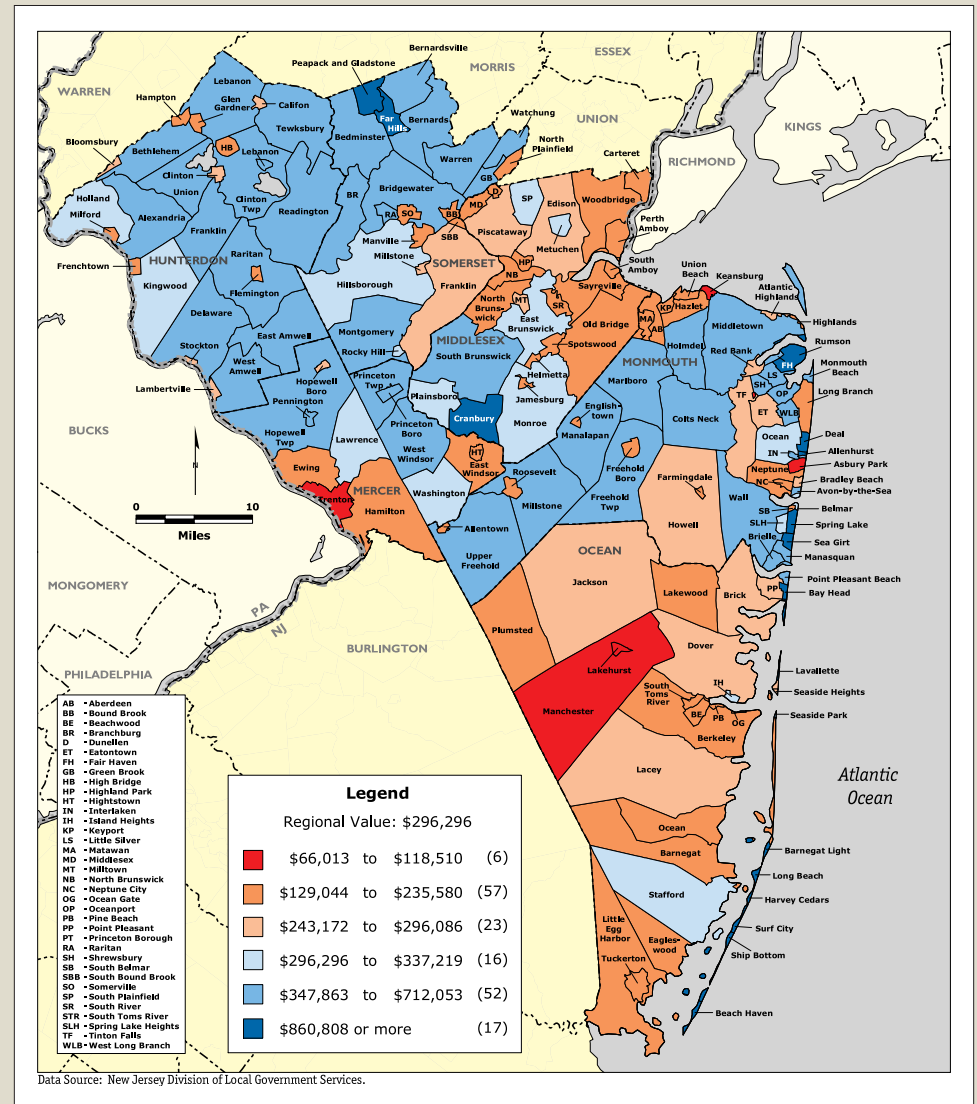 Bernardsville
ESSEX
Peapack and Gladstone
MORRIS
WARREN
Lebanon
Hampton
Glen
Gardner
Califon
Far
Hills
Bernards
Watchung
UNION
KINGS
Tewksbury
Bedminster
North
Plainfield
Bloomsbury
Bethlehem
HB
Lebanon
Warren
Carteret
RICHMOND
Clinton
GB
Union
Clinton
Twp
Readington
BR
Bridgewater
D
MD
SP
Edison
Woodbridge
Holland
Milford
Alexandria
RA
SO
BB
SBB
Piscataway
Perth
Amboy
Franklin
Manville
Metuchen
Frenchtown
HUNTERDON
Raritan
Millstone
SOMERSET
HP
South
Amboy
Union
Beach
Keansburg
Kingwood
Flemington
Hillsborough
Franklin
NB
Sayreville
Atlantic
Highlands
Delaware
North
Bruns-
wick
MT
SR
KP
Hazlet
East
Brunswick
Old Bridge
MA
AB
Middletown
Highlands
Stockton
East Amwell
Montgomery
MIDDLESEX
Spotswood
Holmdel
Rumson
West
Amwell
Rocky Hill
South Brunswick
MONMOUTH
Red Bank
FH
Monmouth
Beach
Lambertville
Hopewell
Boro
Princeton
Twp
Helmetta
Marlboro
LS
SH
OP
Long Branch
Pennington
Plainsboro
Jamesburg
TF
ET
WLB
BUCKS
Hopewell
Twp
Princeton
Boro
Cranbury
Monroe
English-
town
Colts Neck
Lawrence
Manalapan
Ocean
Deal
N
West
Windsor
HT
IN
Allenhurst
Ewing
East
Windsor
Roosevelt
Freehold
Boro
Farmingdale
Neptune
Asbury Park
NC
Bradley Beach
Trenton
MERCER
Washington
Wall
Avon-by-the-Sea
0
10
Hamilton
Millstone
Freehold
Twp
SB
Belmar
Miles
Allentown
Howell
SLH
Spring Lake
Brielle
Sea Girt
Upper
Freehold
OCEAN
Manasquan
MONTGOMERY
Jackson
Point Pleasant Beach
PA
NJ
Lakewood
Brick
PP
Bay Head
Plumsted
BURLINGTON
Dover
PHILADELPHIA
Lakehurst
Lavallette
IH
Seaside Heights
South
Toms
River
Manchester
BE
PB
OG
Seaside Park
Berkeley
Lacey
Atlantic
Ocean
Ocean
Barnegat
Barnegat Light
Long Beach
Stafford
Harvey Cedars
Little
Egg
Harbor
Surf City
Eagles-
wood
Ship Bottom
Tuckerton
Beach Haven
AB - Aberdeen
BB - Bound Brook
BE - Beachwood
BR - Branchburg
D - Dunellen
ET - Eatontown
FH - Fair Haven
GB - Green Brook
HB - High Bridge
HP - Highland Park
HT - Hightstown
IN - Interlaken
IH - Island Heights
KP - Keyport
LS - Little Silver
MA - Matawan
MD - Middlesex
MT - Milltown
NB - North Brunswick
NC - Neptune City
OG - Ocean Gate
OP - Oceanport
PB - Pine Beach
PP - Point Pleasant
PT - Princeton Borough
RA - Raritan
SH - Shrewsbury
SB - South Belmar
SBB - South Bound Brook
SO - Somerville
SP - South Plainfield
SR - South River
STR - South Toms River
SLH - Spring Lake Heights
TF - Tinton Falls
WLB - West Long Branch
Legend
Regional Value: $296,296
$66,013 to $118,510 (6)
$129,044 to $235,580 (57)
$243,172 to $296,086 (23)
$296,296 to $337,219 (16)
$347,863 to $712,053 (52)
$860,808 or more (17)
Data Source: New Jersey Division of Local Government Services.